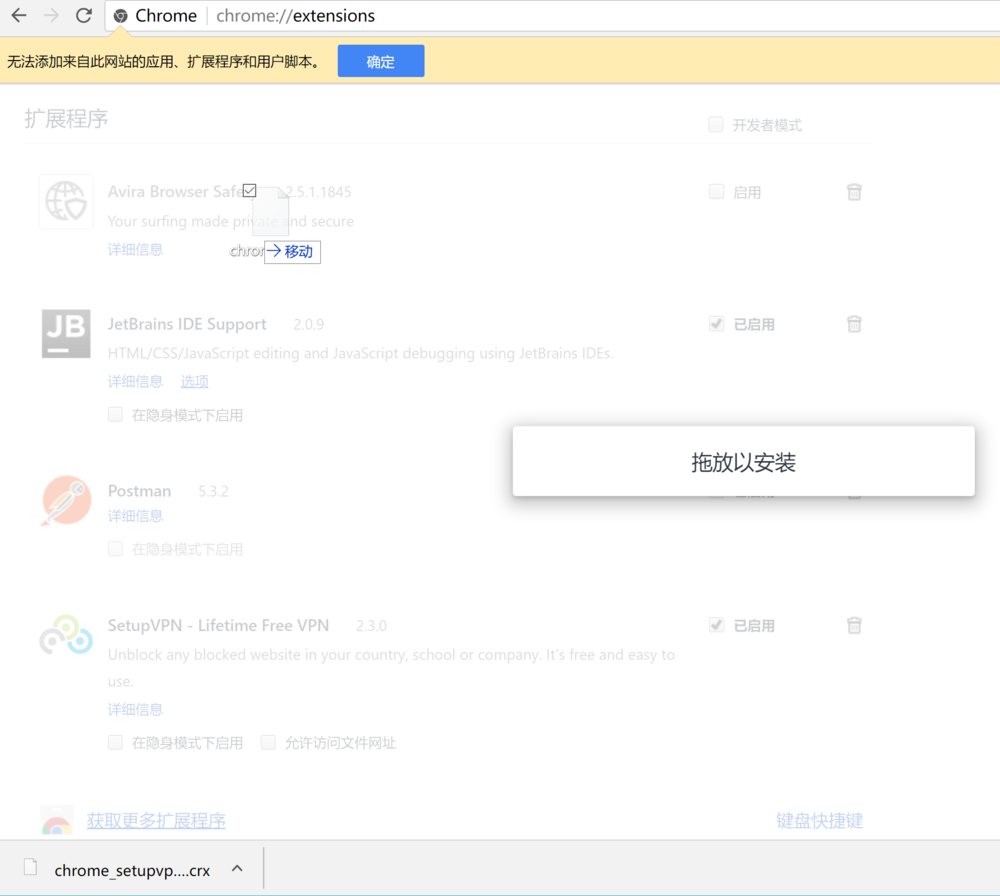 Chrome chrome://extensions
无法添加来自此网站的应用、扩展程序和用户脚本。 确定
扩展程序
开发者模式
Avira Browser Safe 2.5.1.1845
启用
Your surfing made private and secure
详细信息
chror
移动
JB
JetBrains IDE Support 2.0.9
已启用
HTML/CSS/JavaScript editing and JavaScript debugging using JetBrains IDEs.
详细信息 选项
在隐身模式下启用
拖放以安装
Postman 5.3.2
详细信息
在隐身模式下启用
SetupVPN - Lifetime Free VPN 2.3.0
已启用
Unblock any blocked website in your country, school or company. It's free and easy to
use.
详细信息
在隐身模式下启用 允许访问文件网址
获取更多扩展程序 键盘快捷键
chrome_setupvp....crx